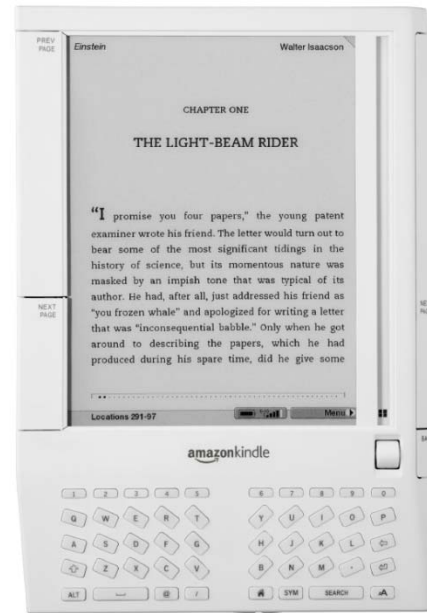 PREV
PAGE
Einstein
Walter Isaacson
CHAPTER ONE
THE LIGHT-BEAM RIDER
“I promise you four papers,” the young patent
examiner wrote his friend. The letter would turn out to
bear some of the most significant tidings in the
history of science, but its momentous nature was
masked by an impish tone that was typical of its
author. He had, after all, just addressed his friend as
“you frozen whale” and apologized for writing a letter
that was “inconsequential babble.” Only when he got
around to describing the papers, which he had
produced during his spare time, did he give some
NEXT
PAGE
Locations 291-97
Menu
amazonkindle
1 2 3 4 5 6 7 8 9 0
Q W E R T Y U I O P
A S D F G H J K L
Z X C V B N M .
ALT @ / SYM SEARCH AA